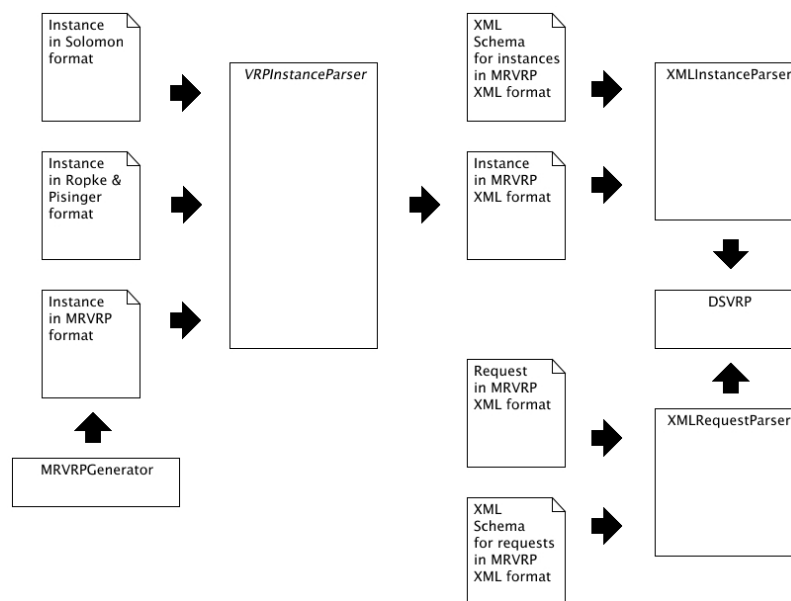 Instance
in Solomon
format
VRPInstanceParser
XML
Schema
for instances
in MRVRP
XML format
XMLInstanceParser
Instance
in Ropke &
Pisinger
format
Instance
in MRVRP
XML format
Instance
in MRVRP
format
DSVRP
Request
in MRVRP
XML format
XMLRequestParser
MRVRPGenerator
XML
Schema
for requests
in MRVRP
XML format